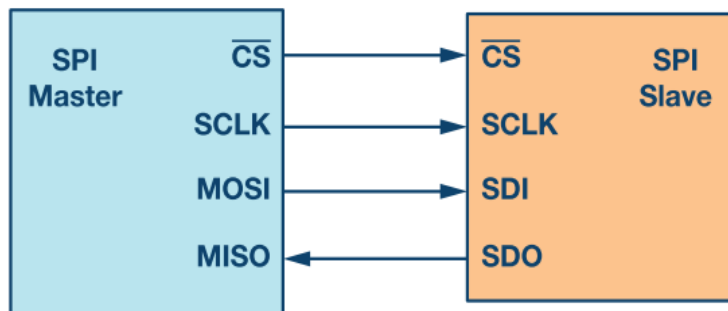 SPI
Master
CS
SCLK
MOSI
MISO
CS
SCLK
SDI
SDO
SPI
Slave